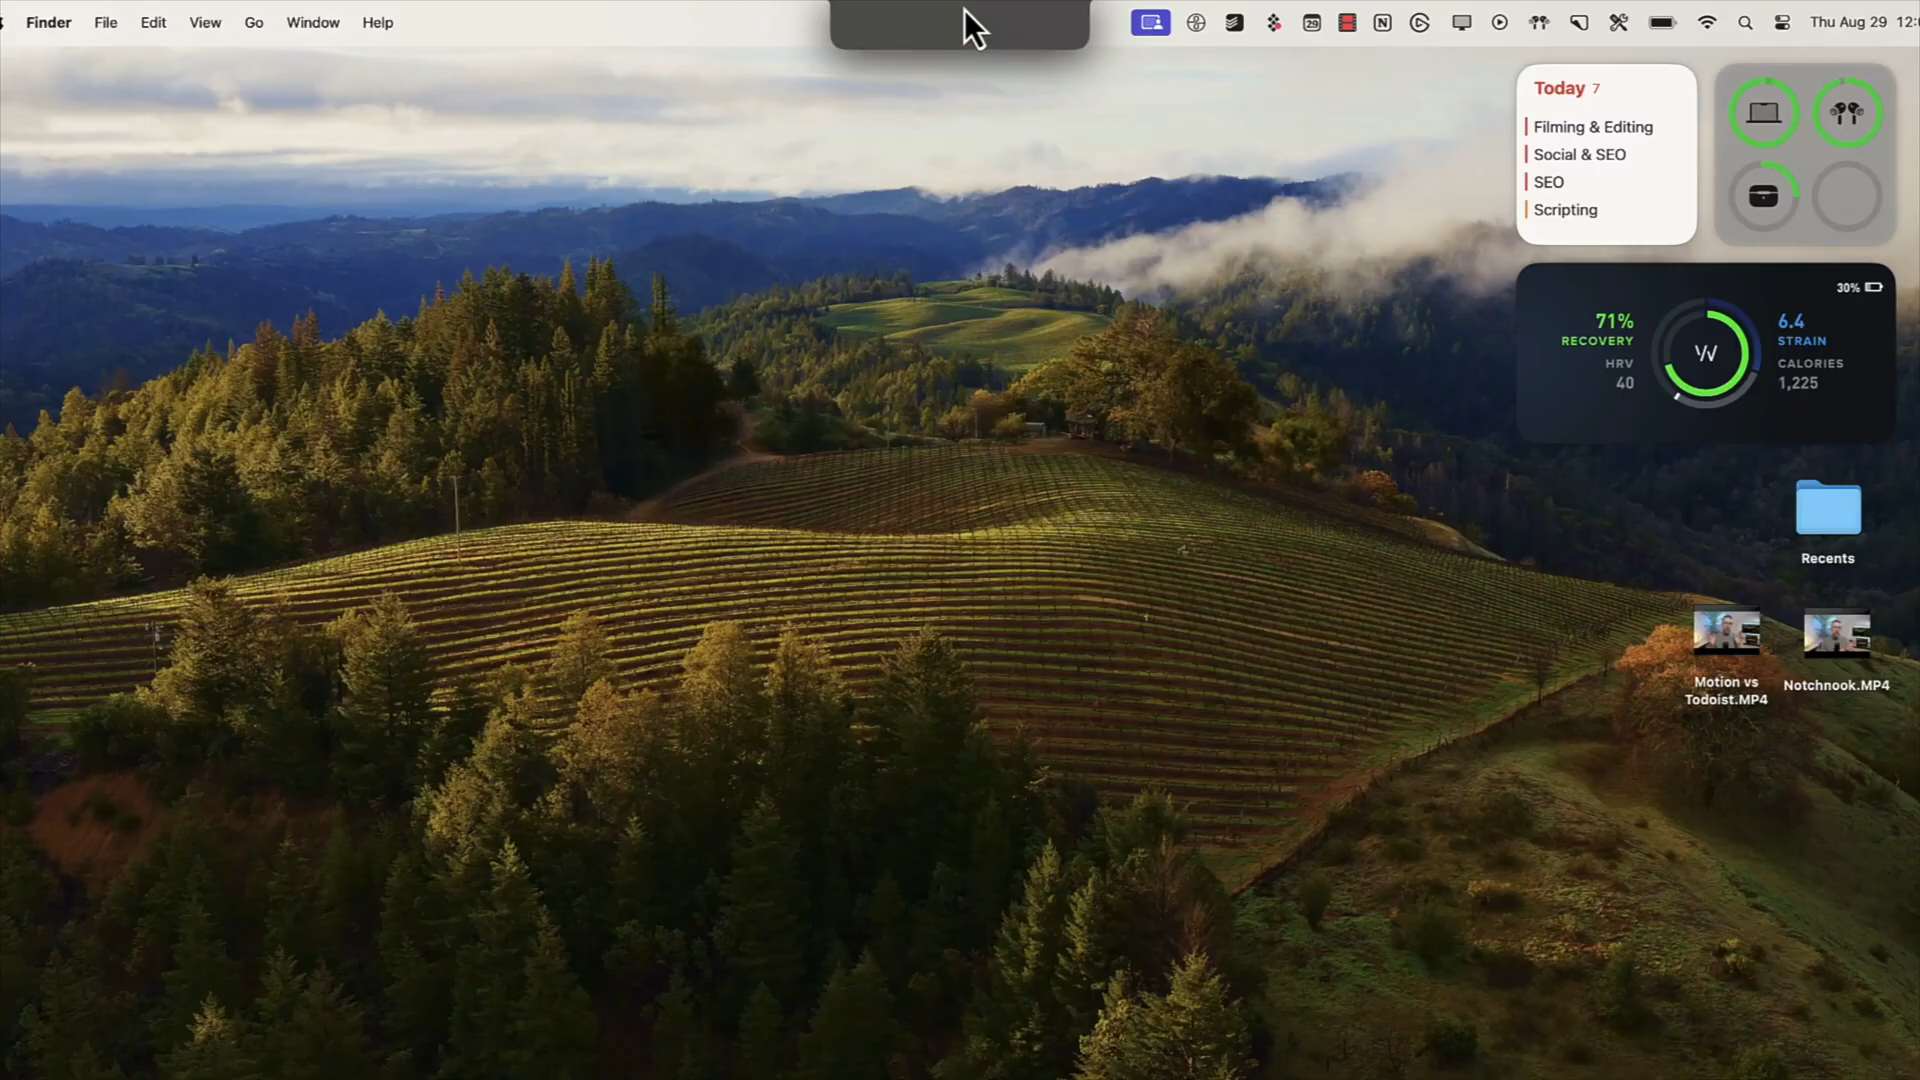 Finder File Edit View Go Window Help
29
Thu Aug 29
Today 7
Filming & Editing
Social & SEO
SEO
Scripting
30%
71%
RECOVERY
HRV
40
W
6.4
STRAIN
CALORIES
1,225
Recents
Motion vs
Todoist.MP4
Notchnook.MP4